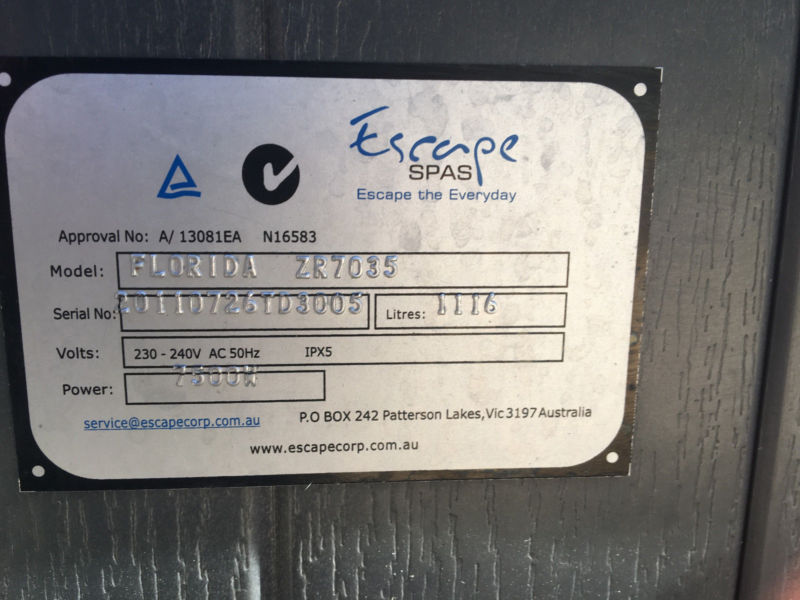 Escape
SPAS
Escape the Everyday
Approval No: A/ 13081EA N16583
Model: FLORIDA ZR7035
Serial No: 20110726TD3005 Litres: 1116
Volts: 230 - 240V AC 50Hz IPX5
Power: 7500W
service@escapecorp.com.au P.O BOX 242 Patterson Lakes, Vic 3197 Australia
www.escapecorp.com.au